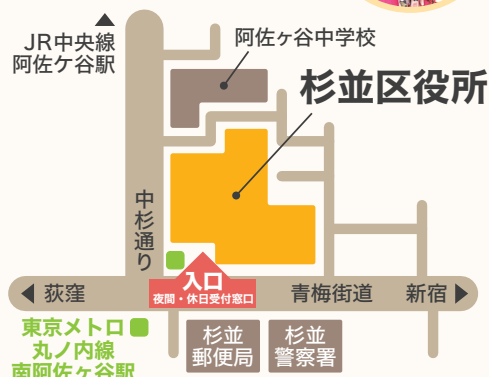 JR中央線
阿佐ケ谷駅
阿佐ヶ谷中学校
杉並区役所
中杉通り
入口
夜間・休日受付窓口
荻窪
青梅街道
新宿
東京メトロ
丸ノ内線
南阿佐ヶ谷駅
杉並
郵便局
杉並
警察署